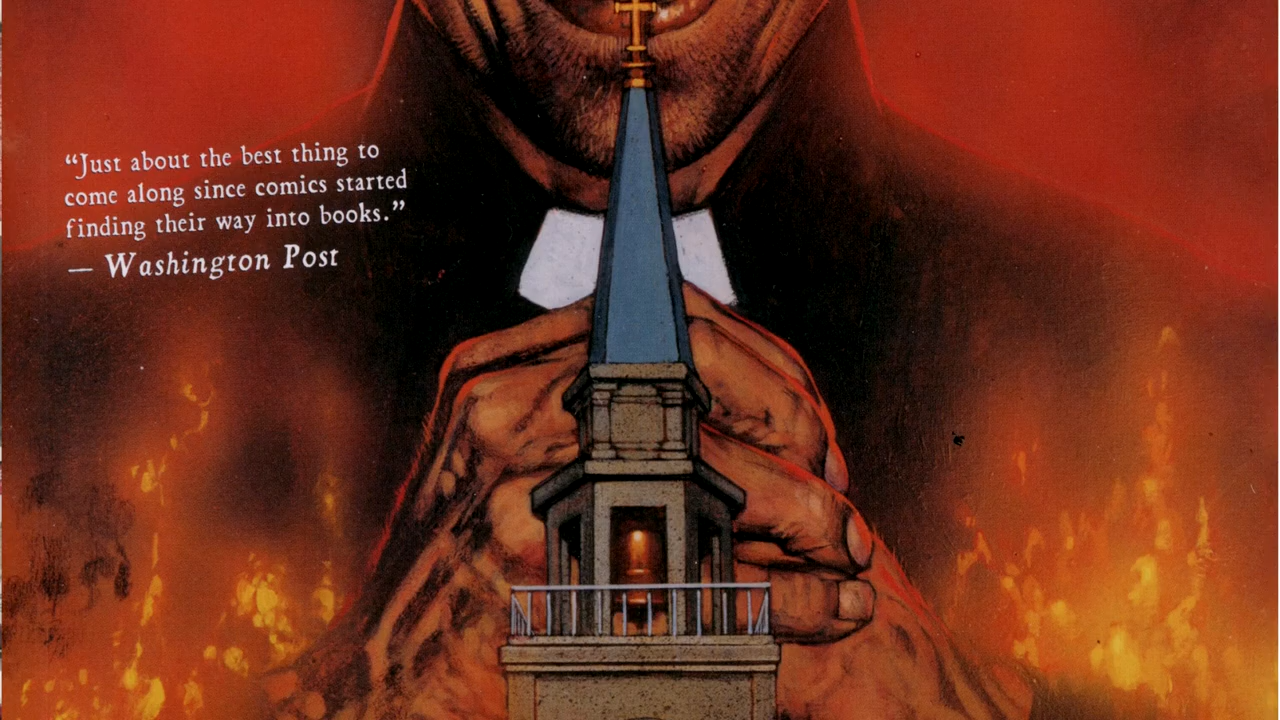 “Just about the best thing to
come along since comics started
finding their way into books.”
— Washington Post